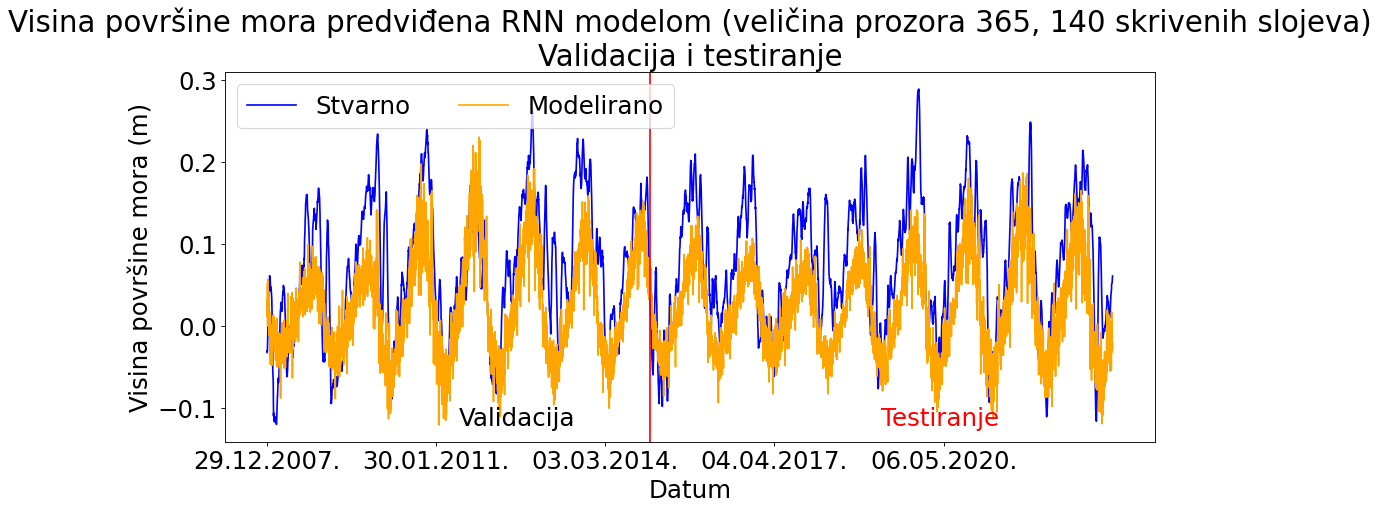 Visina površine mora predviđena RNN modelom (veličina prozora 365, 140 skrivenih slojeva)
Validacija i testiranje
Stvarno
Modelirano
Visina površine mora (m)
0.3
0.2
0.1
0.0
−0.1
Validacija
Testiranje
29.12.2007.
30.01.2011.
03.03.2014.
04.04.2017.
06.05.2020.
Datum